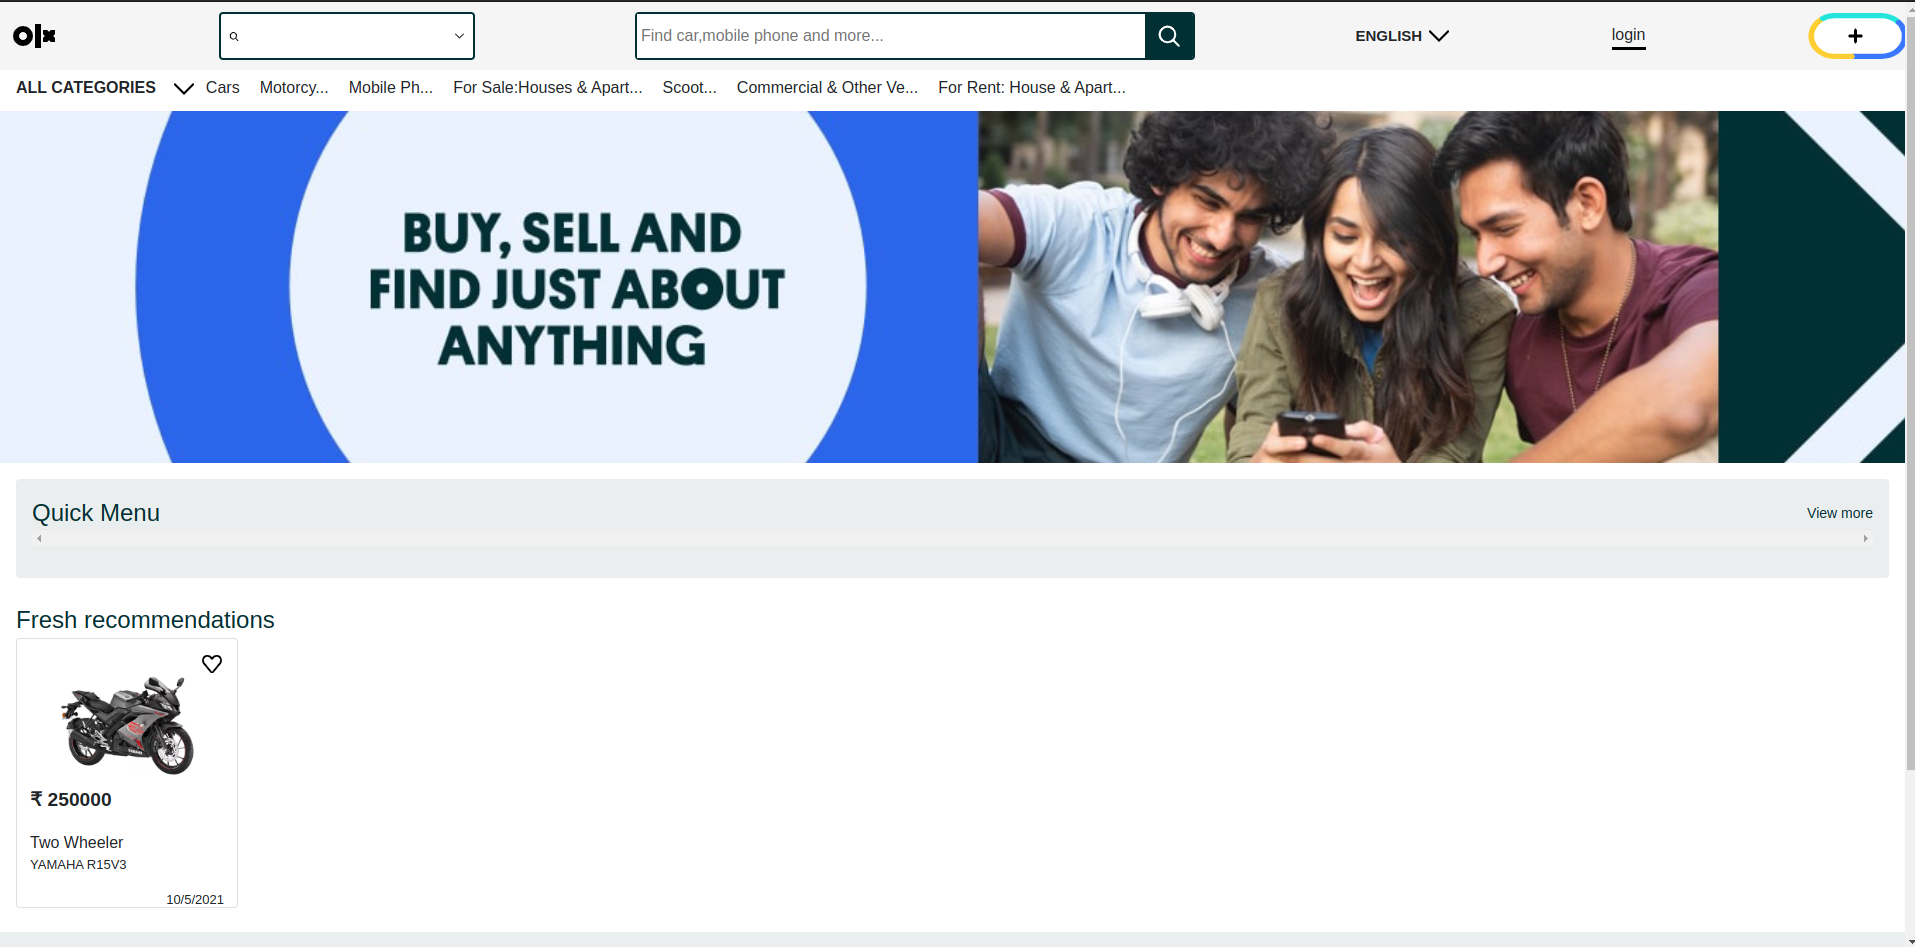 olx
Find car,mobile phone and more...
ENGLISH
login
ALL CATEGORIES
Cars
Motorcy...
Mobile Ph...
For Sale:Houses & Apart...
Scoot...
Commercial & Other Ve...
For Rent: House & Apart...
BUY, SELL AND
FIND JUST ABOUT
ANYTHING
Quick Menu
View more
Fresh recommendations
₹ 250000
Two Wheeler
YAMAHA R15V3
10/5/2021